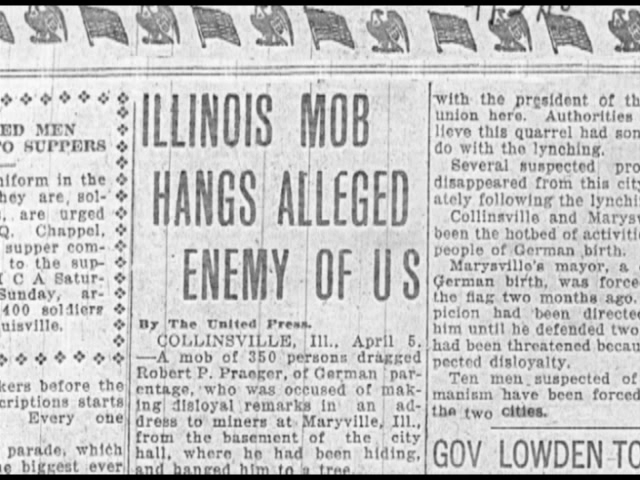 ED MEN
TO SUPPERS
niform in the
they are, sol-
s, are urged
Q. Chapel,
supper com-
to the sup-
M C A Satur-
Sunday, ar-
400 soldiers
uisville.
kers before the
criptions starts
Every one
parade, which
he biggest ever
ILLINOIS MOB
HANGS ALLEGED
ENEMY OF US
By The United Press.
COLLINSVILLE, Ill., April 5.
—A mob of 350 persons dragged
Robert P. Praeger, of German par-
entage, who was occused of mak-
ing disloyal remarks in an ad-
dress to miners at Maryville, Ill.,
from the basement of the city
hall, where he had been hiding,
and hanged him to a tree.
with the president of th
union here. Authorities
lieve this quarrel had som
do with the lynching.
Several suspected pro
disappeared from this cit
ately following the lynchi
Collinsville and Marys
been the hotbed of activitie
people of German birth.
Marysville's mayor, a
German birth, was force
the flag two months ago.
picion had been directe
him until he defended two
had been threatened becau
pected disloyalty.
Ten men suspected of
manism have been forced
the two cities.
GOV LOWDEN TO